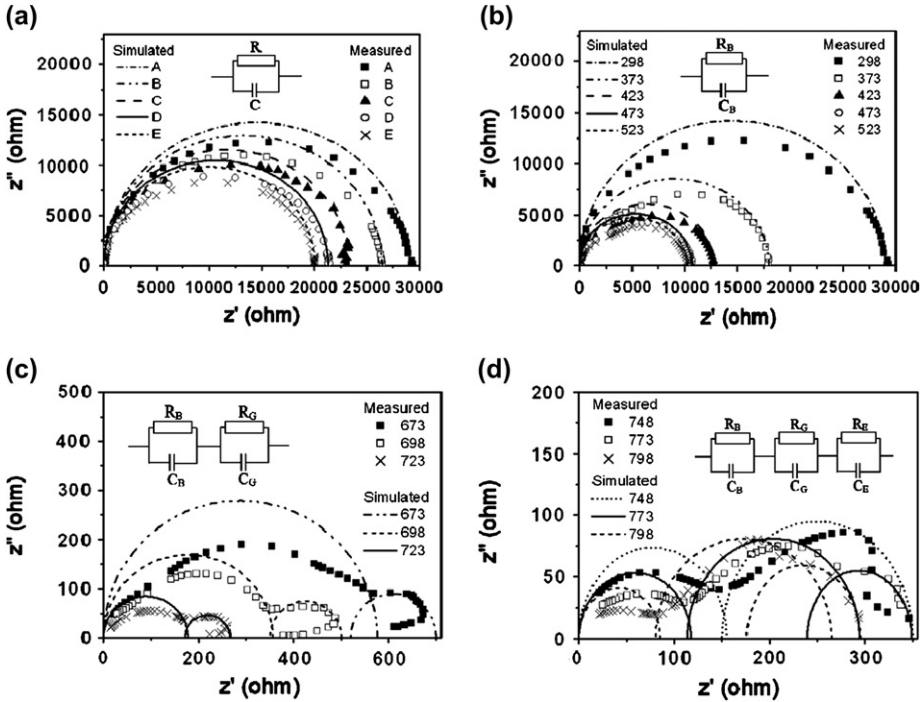 (a)
Simulated
A
B
C
D
E
R
C
Measured
A
B
C
D
E
20000
15000
10000
5000
0
z'' (ohm)
0 5000 10000 15000 20000 25000 30000
z' (ohm)
(b)
Simulated
298
373
423
473
523
R_B
C_B
Measured
298
373
423
473
523
20000
15000
10000
5000
0
z'' (ohm)
0 5000 10000 15000 20000 25000 30000
z' (ohm)
(c)
R_B R_G
C_B C_G
Measured
673
698
723
Simulated
673
698
723
500
400
300
200
100
0
z'' (ohm)
0 100 200 300 400 500 600 700
z' (ohm)
(d)
Measured
748
773
798
Simulated
748
773
798
R_B R_G R_E
C_B C_G C_E
200
150
100
50
0
z'' (ohm)
0 100 200 300
z' (ohm)